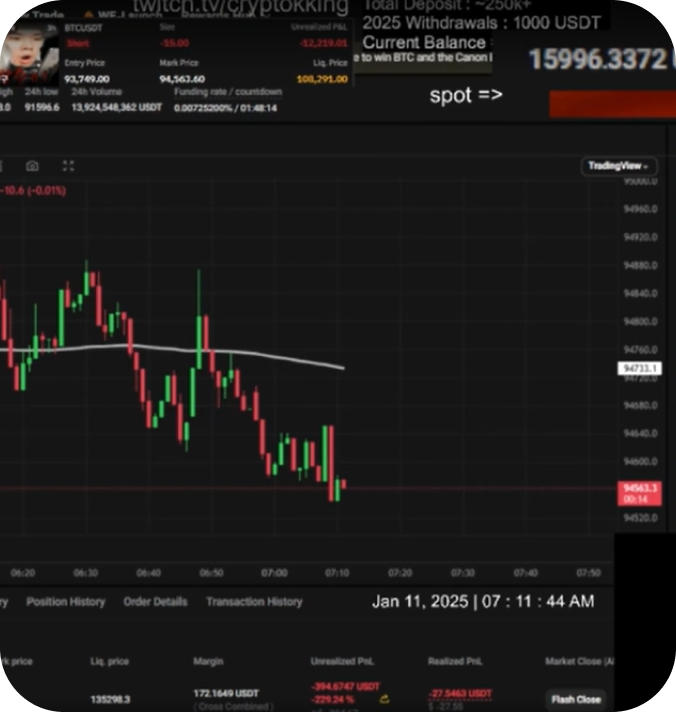 twitch.tv/cryptokking
Total Deposit : ~250k+
2025 Withdrawals : 1000 USDT
Current Balance
Trade WE-Launch Rewards Hub
BTCUSDT Size Unrealized P&L
Short -15.00 -12,219.01
Entry Price Mark Price Liq. Price
93,749.00 94,563.60 108,291.00
e to win BTC and the Canon
15996.3372
24h low 24h Volume Funding rate / countdown
91596.6 13,924,548,362 USDT 0.00725200% / 01:48:14
spot =>
TradingView
-10.6 (-0.01%)
95000.0
94960.0
94920.0
94880.0
94840.0
94800.0
94760.0
94733.1
94720.0
94680.0
94640.0
94600.0
94563.3
00:14
94520.0
06:20 06:30 06:40 06:50 07:00 07:10 07:20 07:30 07:40 07:50
Position History Order Details Transaction History
Jan 11, 2025 | 07 : 11 : 44 AM
rk price Liq. price Margin Unrealized PnL Realized PnL Market Close |Al
135298.3 172.1649 USDT -394.6747 USDT -27.5463 USDT Flash Close
(Cross Combined) -229.24 % $ -27.55